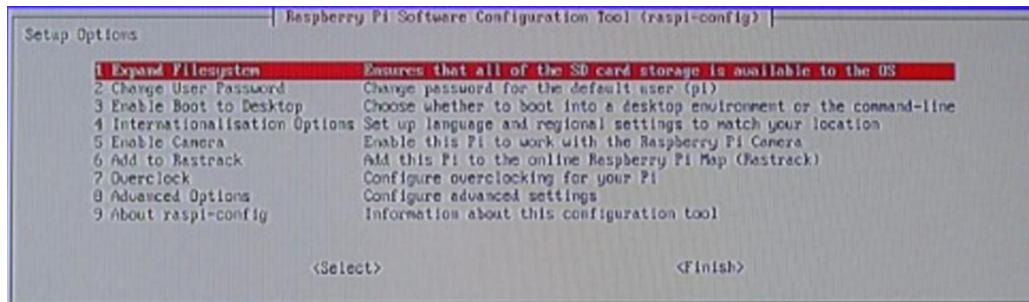 Raspberry Pi Software Configuration Tool (raspi-config)
Setup Options
1 Expand Filesystem Ensures that all of the SD card storage is available to the OS
2 Change User Password Change password for the default user (pi)
3 Enable Boot to Desktop Choose whether to boot into a desktop environment or the command-line
4 Internationalisation Options Set up language and regional settings to match your location
5 Enable Camera Enable this Pi to work with the Raspberry Pi Camera
6 Add to Rastrack Add this Pi to the online Raspberry Pi Map (Rastrack)
7 Overclock Configure overclocking for your Pi
8 Advanced Options Configure advanced settings
9 About raspi-config Information about this configuration tool
<Select> <Finish>